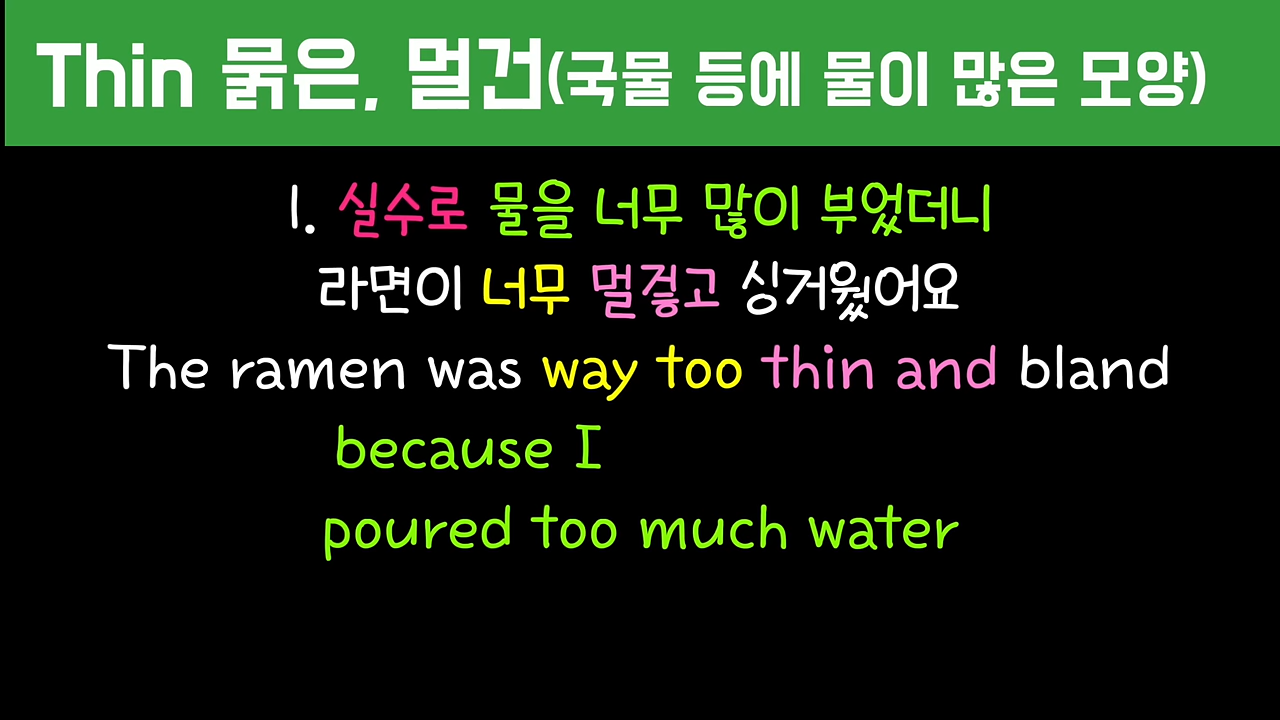 Thin 묽은, 멀건(국물 등에 물이 많은 모양)
1. 실수로 물을 너무 많이 부었더니
라면이 너무 멀겋고 싱거웠어요
The ramen was way too thin and bland
because I
poured too much water